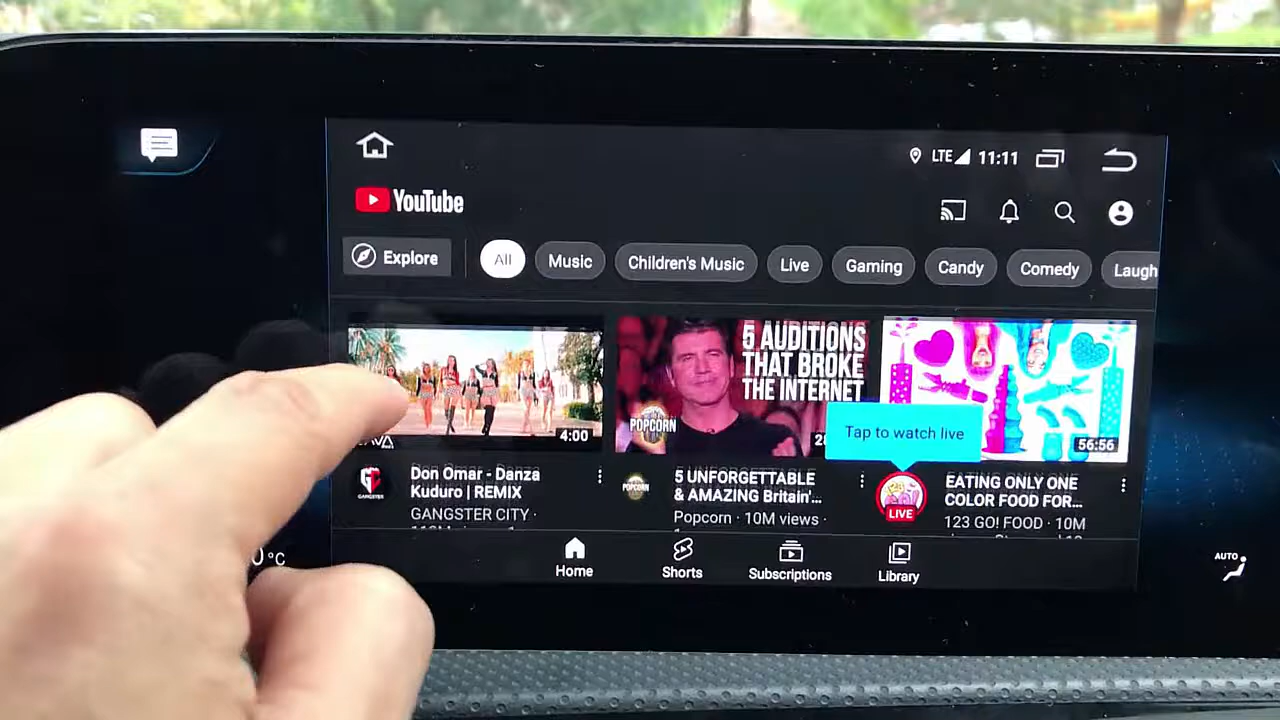 LTE 11:11
YouTube
Explore
All
Music
Children's Music
Live
Gaming
Candy
Comedy
Laugh
4:00
5 AUDITIONS
THAT BROKE
THE INTERNET
POPCORN
Tap to watch live
56:56
GANGSTER
Don Omar - Danza
Kuduro | REMIX
GANGSTER CITY ·
POPCORN
5 UNFORGETTABLE
& AMAZING Britain'...
Popcorn · 10M views ·
LIVE
EATING ONLY ONE
COLOR FOOD FOR...
123 GO! FOOD · 10M
Home
Shorts
Subscriptions
Library
°C
AUTO